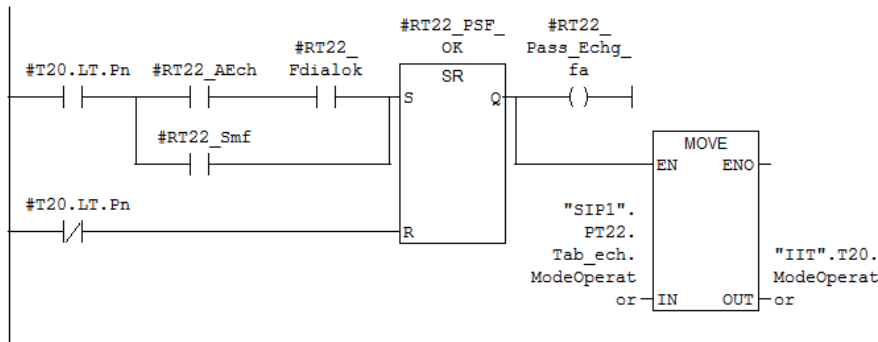 #RT22_PSF_
OK
#RT22_
Pass_Echg_
fa
#T20.LT.Pn
#RT22_AEch
#RT22_
Fdialok
SR
S
Q
#RT22_Smf
MOVE
EN
ENO
#T20.LT.Pn
R
"SIP1".
PT22.
Tab_ech.
ModeOperat
or
IN
OUT
"IIT".T20.
ModeOperat
or